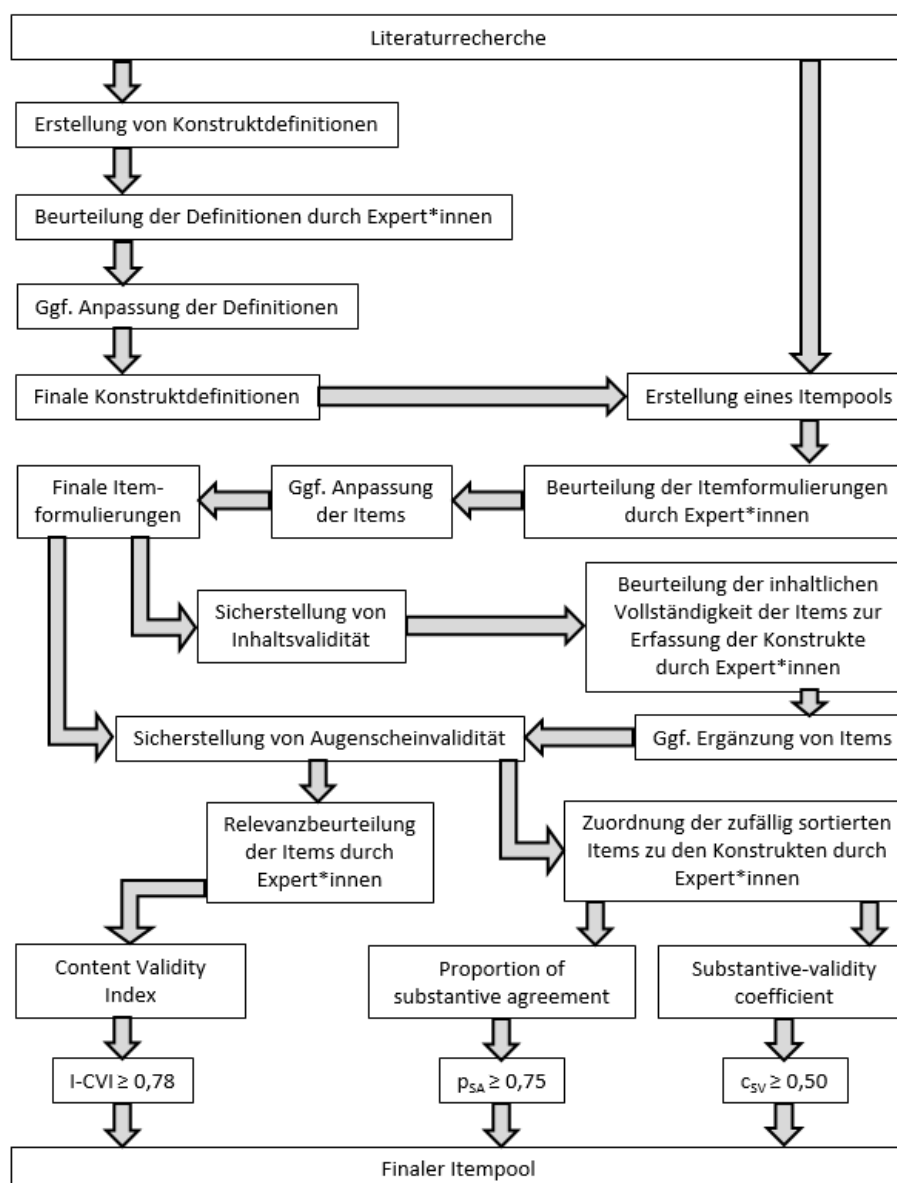 Literaturrecherche
Erstellung von Konstruktdefinitionen
Beurteilung der Definitionen durch Expert*innen
Ggf. Anpassung der Definitionen
Finale Konstruktdefinitionen
Erstellung eines Itempools
Beurteilung der Itemformulierungen
durch Expert*innen
Ggf. Anpassung
der Items
Finale Item-
formulierungen
Sicherstellung von
Inhaltsvalidität
Beurteilung der inhaltlichen
Vollständigkeit der Items zur
Erfassung der Konstrukte
durch Expert*innen
Ggf. Ergänzung von Items
Sicherstellung von Augenscheinvalidität
Relevanzbeurteilung
der Items durch
Expert*innen
Zuordnung der zufällig sortierten
Items zu den Konstrukten durch
Expert*innen
Content Validity
Index
Proportion of
substantive agreement
Substantive-validity
coefficient
I-CVI ≥ 0,78
pSA ≥ 0,75
cSV ≥ 0,50
Finaler Itempool